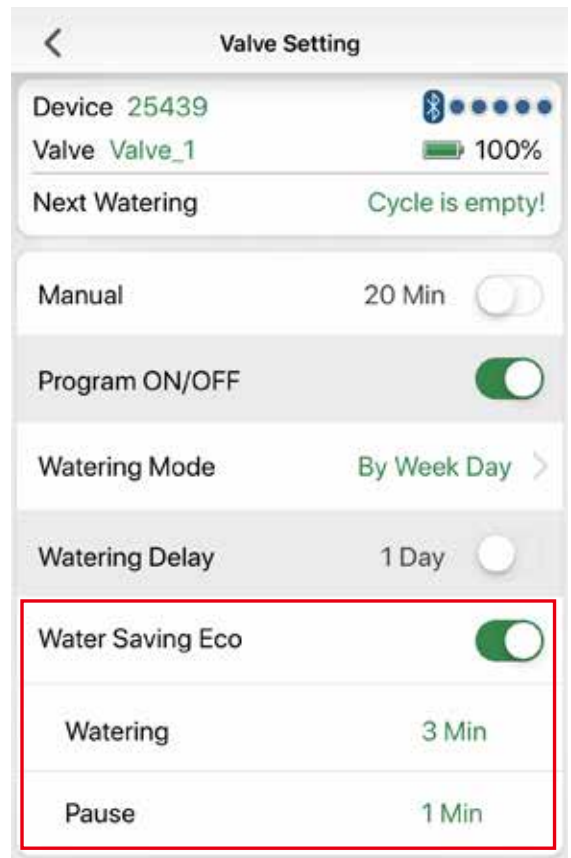 Valve Setting
Device 25439
Valve Valve_1 100%
Next Watering Cycle is empty!
Manual 20 Min
Program ON/OFF
Watering Mode By Week Day
Watering Delay 1 Day
Water Saving Eco
Watering 3 Min
Pause 1 Min